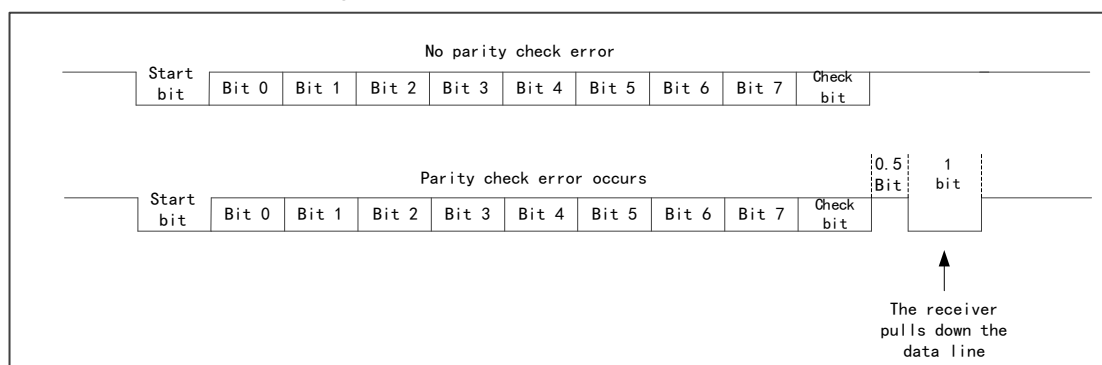 No parity check error
Start bit Bit 0 Bit 1 Bit 2 Bit 3 Bit 4 Bit 5 Bit 6 Bit 7 Check bit
0.5 Bit 1 bit
Parity check error occurs
Start bit Bit 0 Bit 1 Bit 2 Bit 3 Bit 4 Bit 5 Bit 6 Bit 7 Check bit
The receiver
pulls down the
data line